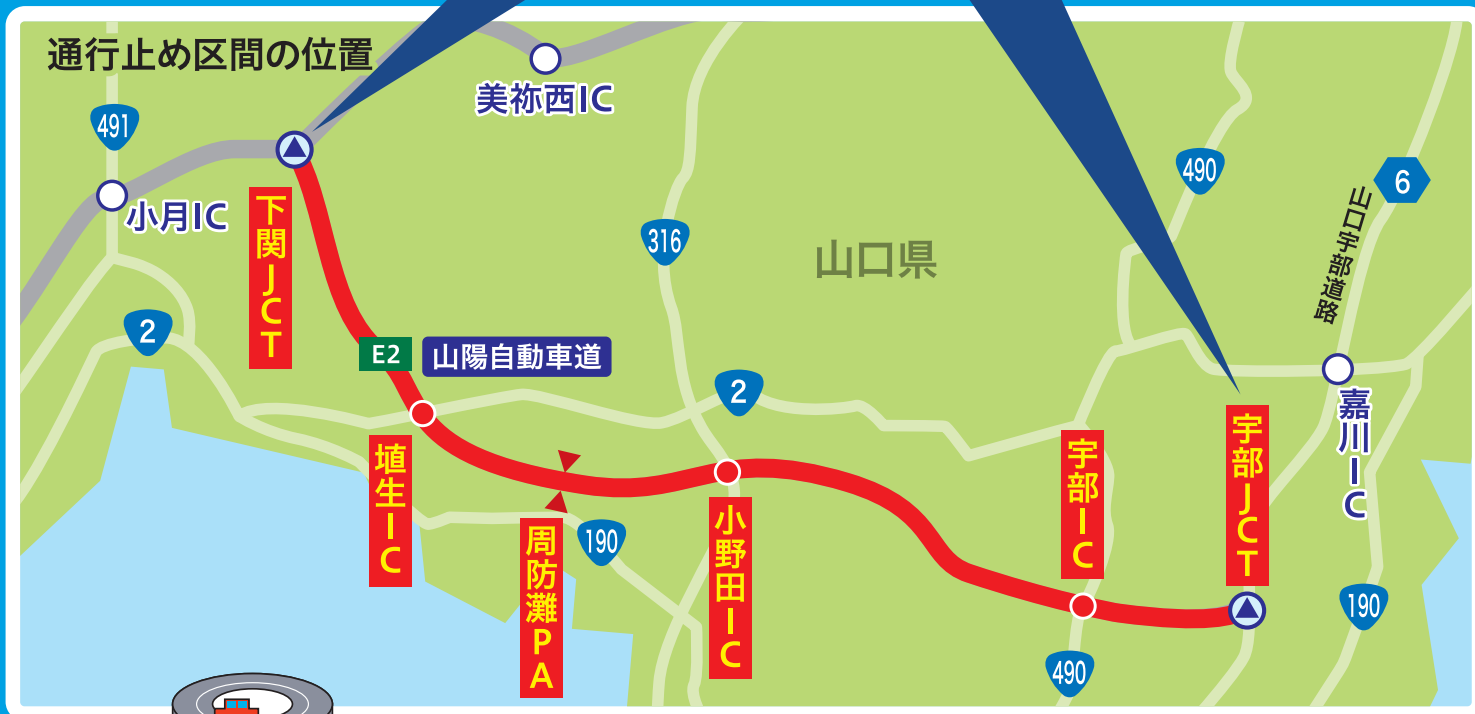 通行止め区間の位置
美祢西IC
491
小月IC
下関JCT
2
E2
山陽自動車道
316
山口県
490
6
山口宇部道路
2
埴生IC
周防灘PA
190
小野田IC
宇部IC
宇部JCT
嘉川IC
490
190